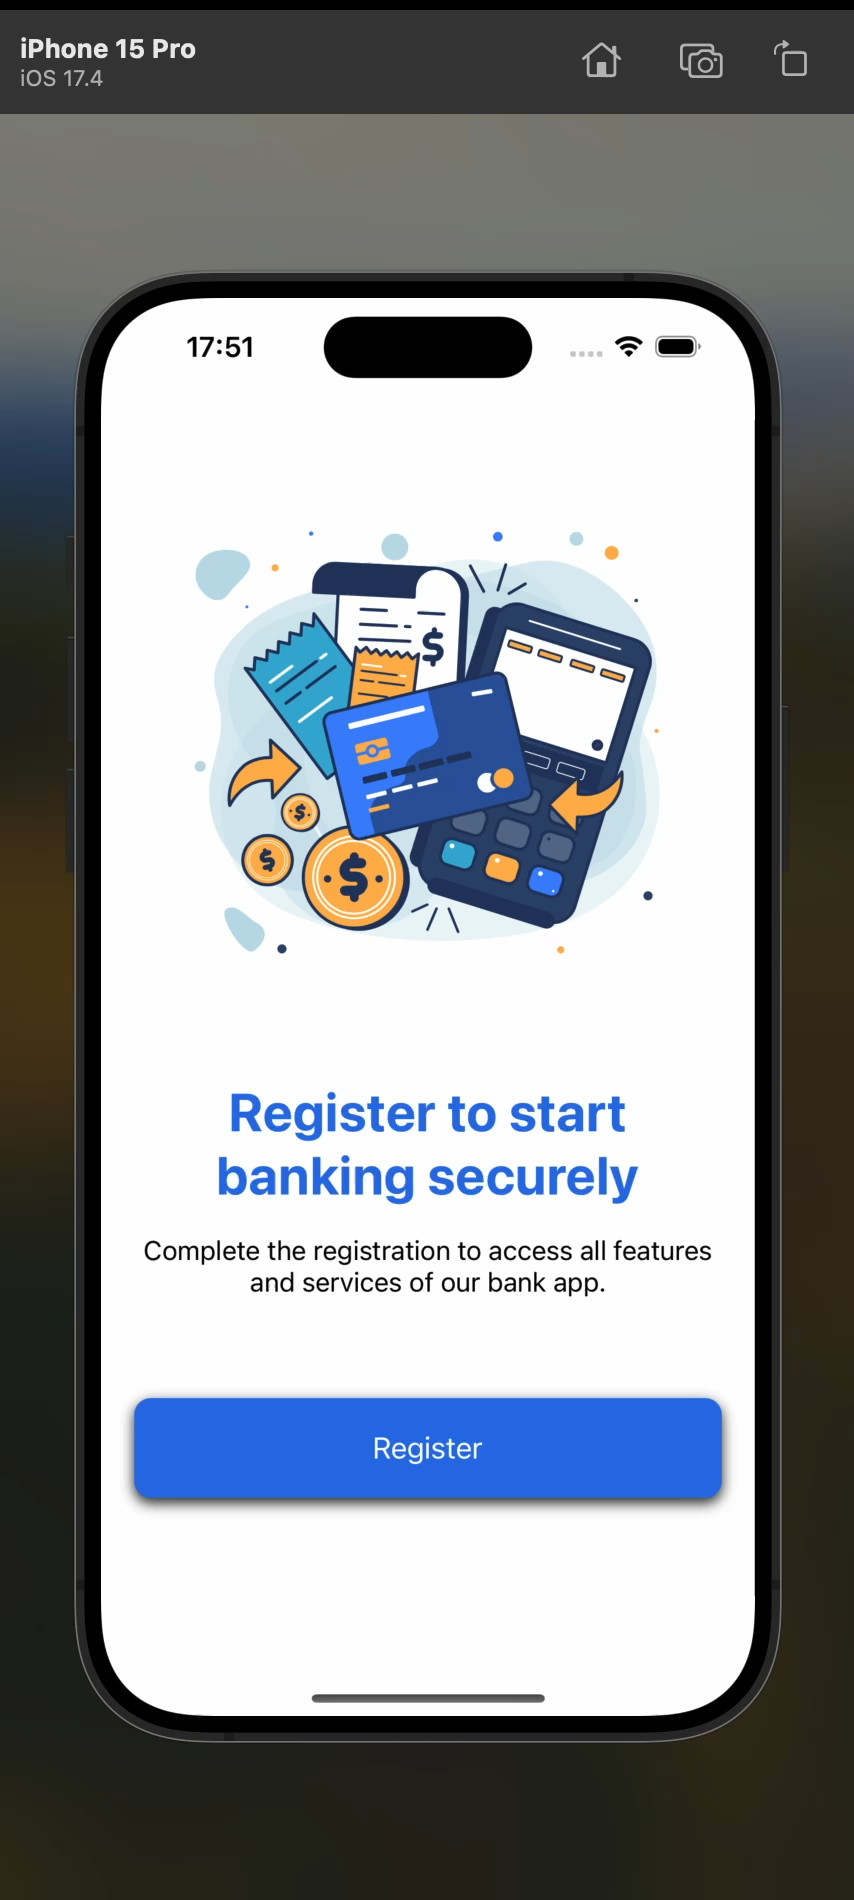 iPhone 15 Pro
iOS 17.4
17:51
$
$
$
$
Register to start
banking securely
Complete the registration to access all features
and services of our bank app.
Register